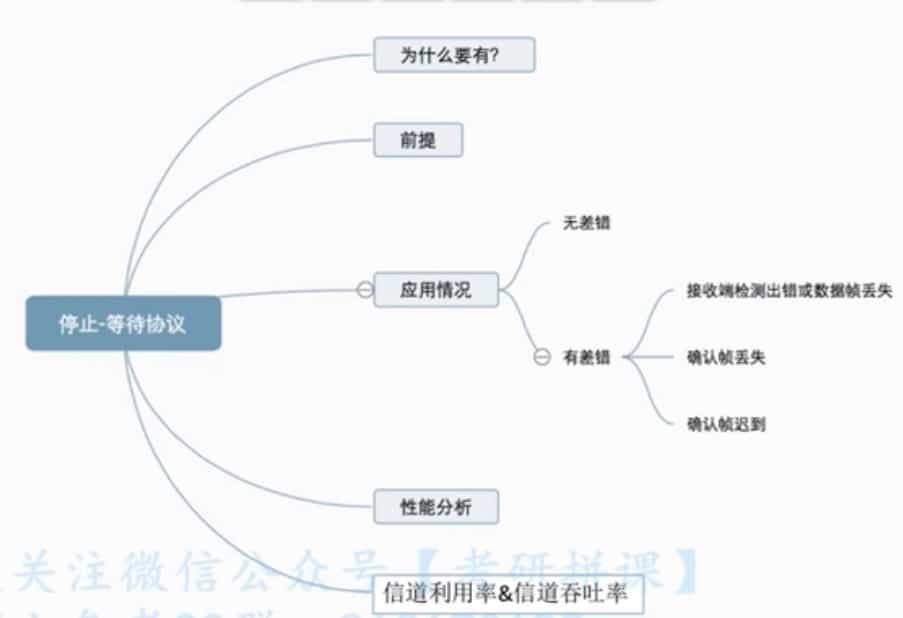 为什么要有?
前提
无差错
应用情况
接收端检测出错或数据帧丢失
停止-等待协议
有差错
确认帧丢失
确认帧迟到
性能分析
关注微信公众号【考研拼课】
信道利用率&信道吞吐率